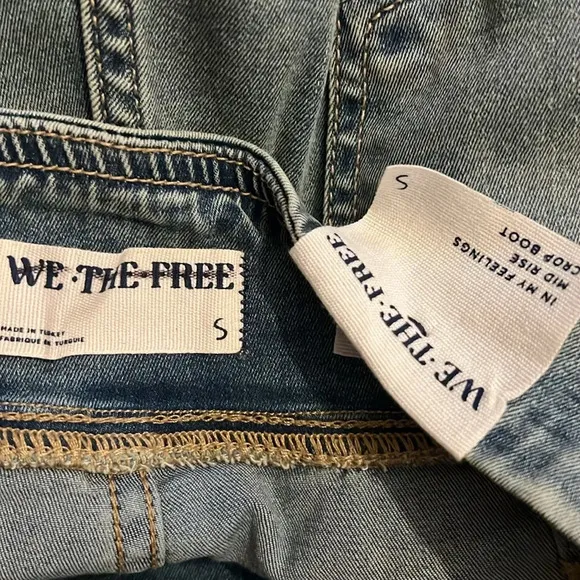 WE·THE·FREE
S
MADE IN TURKEY
FABRIQUÉ EN TURQUIE
S
WE·THE·FREE
IN MY FEELINGS
MID RISE
CROP BOOT